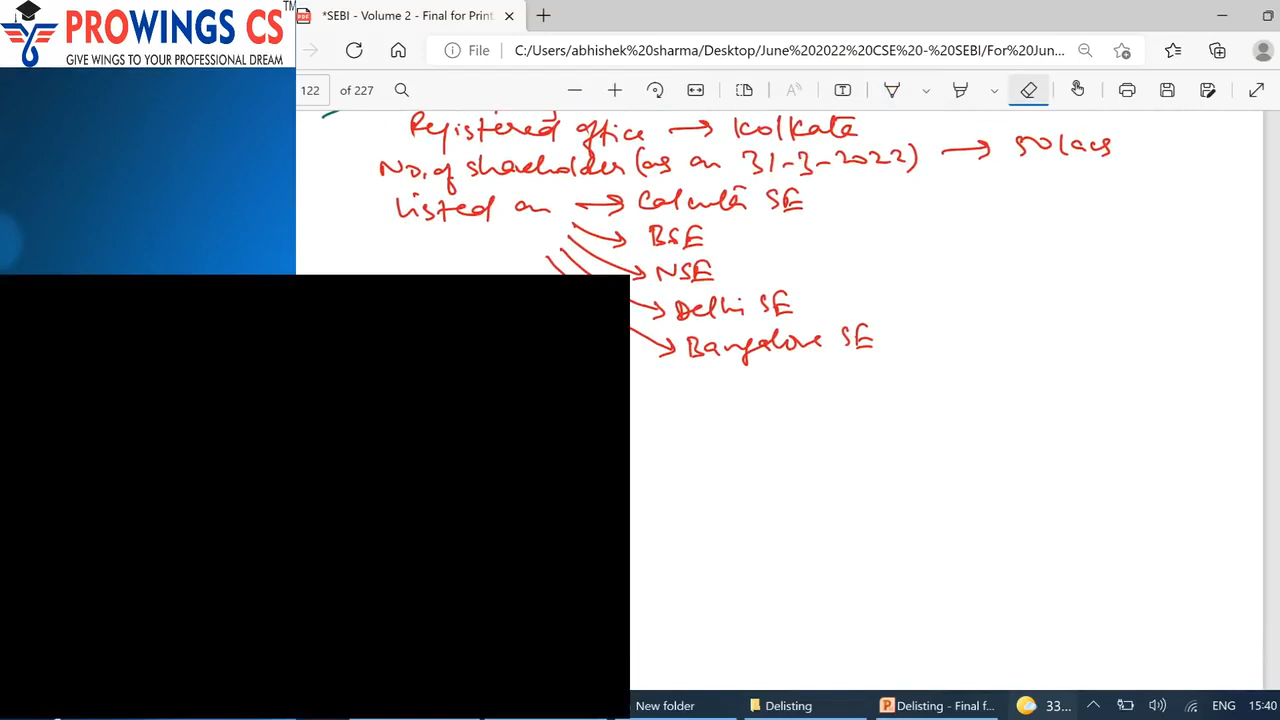 PROWINGS CS™
GIVE WINGS TO YOUR PROFESSIONAL DREAM
*SEBI - Volume 2 - Final for Print
File C:/Users/abhishek%20sharma/Desktop/June%202022%20CSE%20-%20SEBI/For%20Jun...
122 of 227
Registered office → Kolkata
No. of shareholder (as on 31-3-2022) → 50 lacs
Listed on → Calcutta SE
→ BSE
→ NSE
→ Delhi SE
→ Bangalore SE
New folder Delisting Delisting - Final f... 33... ENG 15:40